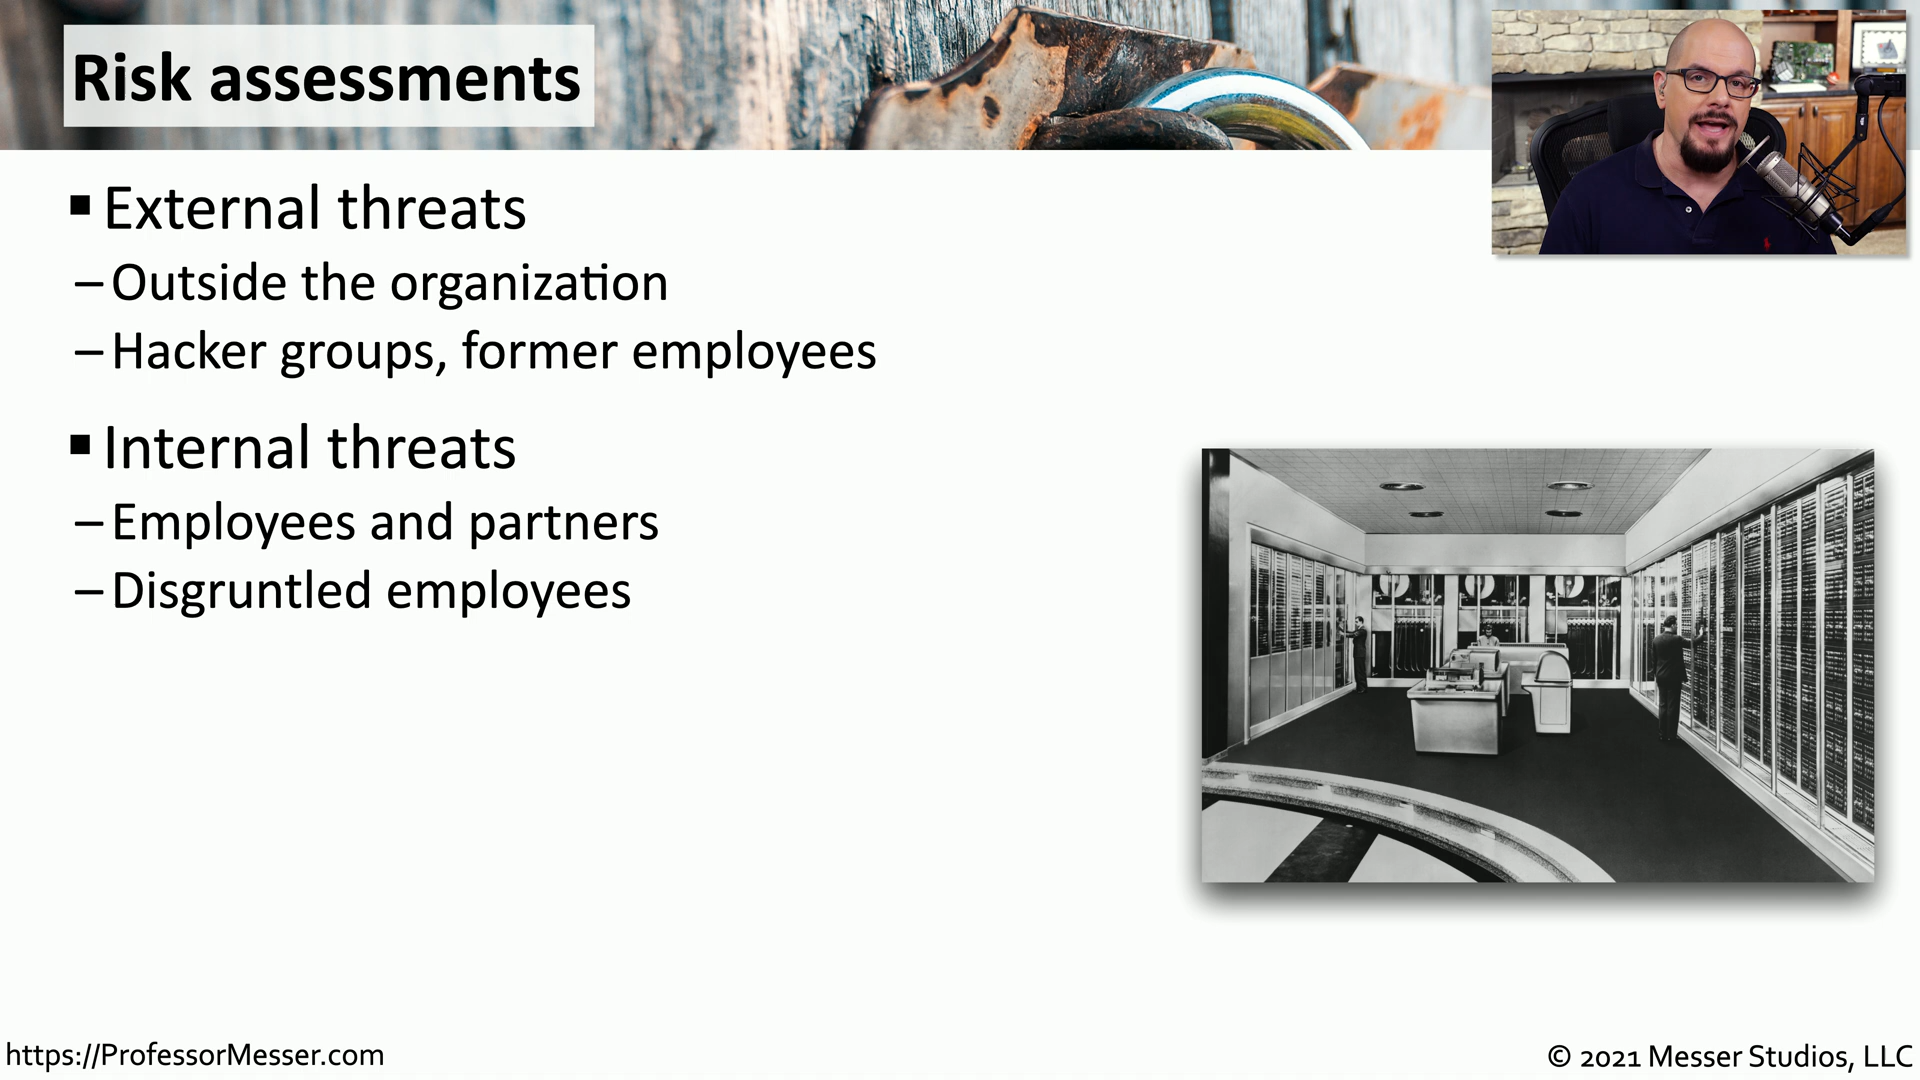 Risk assessments
▪ External threats
– Outside the organization
– Hacker groups, former employees
▪ Internal threats
– Employees and partners
– Disgruntled employees
https://ProfessorMesser.com
© 2021 Messer Studios, LLC